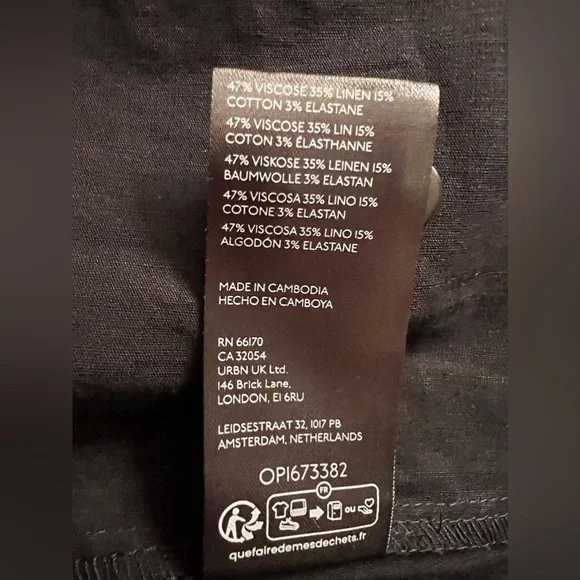 47% VISCOSE 35% LINEN 15%
COTTON 3% ELASTANE
47% VISCOSE 35% LIN 15%
COTON 3% ÉLASTHANNE
47% VISKOSE 35% LEINEN 15%
BAUMWOLLE 3% ELASTAN
47% VISCOSA 35% LINO 15%
COTONE 3% ELASTAN
47% VISCOSA 35% LINO 15%
ALGODÓN 3% ELASTANE
MADE IN CAMBODIA
HECHO EN CAMBOYA
RN 66170
CA 32054
URBN UK Ltd.
146 Brick Lane,
LONDON, E1 6RU
LEIDSESTRAAT 32, 1017 PB
AMSTERDAM, NETHERLANDS
OP1673382
FR
ou
quefairedemesdechets.fr